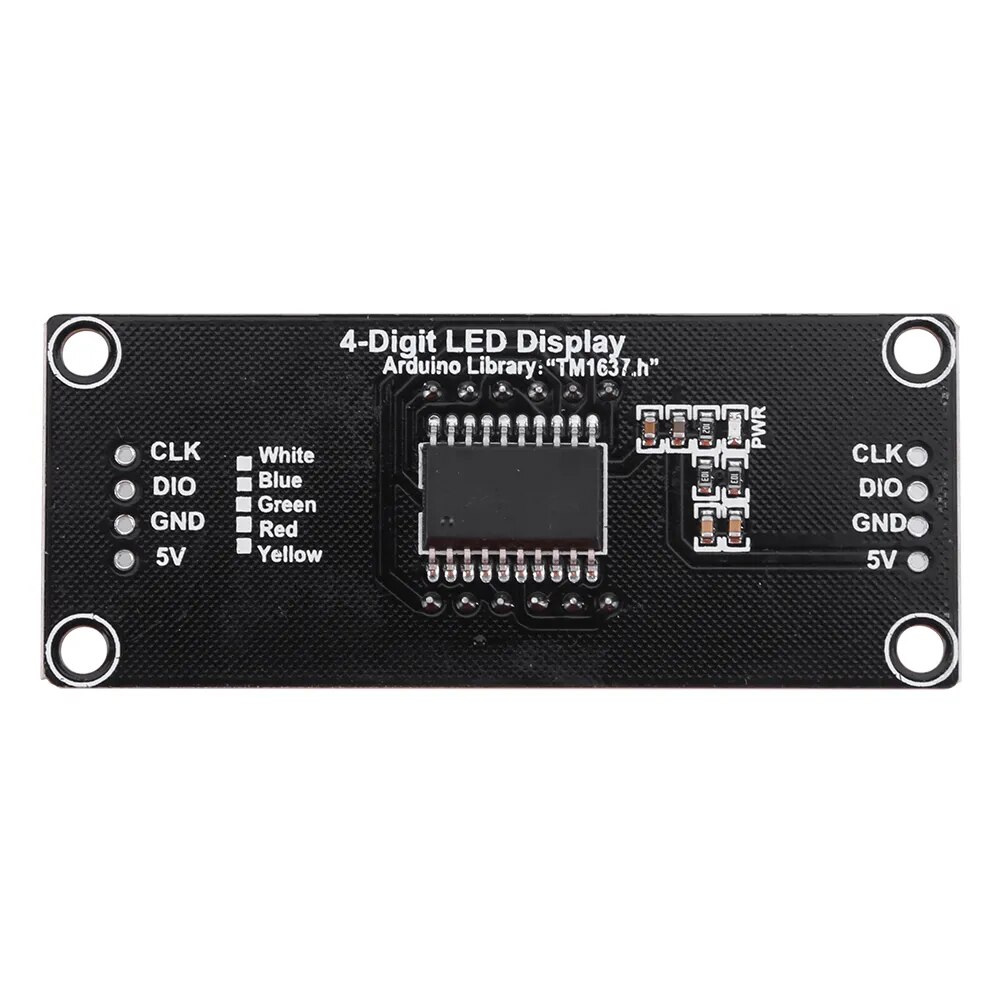 4-Digit LED Display
Arduino Library:"TM1637.h"
CLK
DIO
GND
5V
White
Blue
Green
Red
Yellow
PWR
CLK
DIO
GND
5V